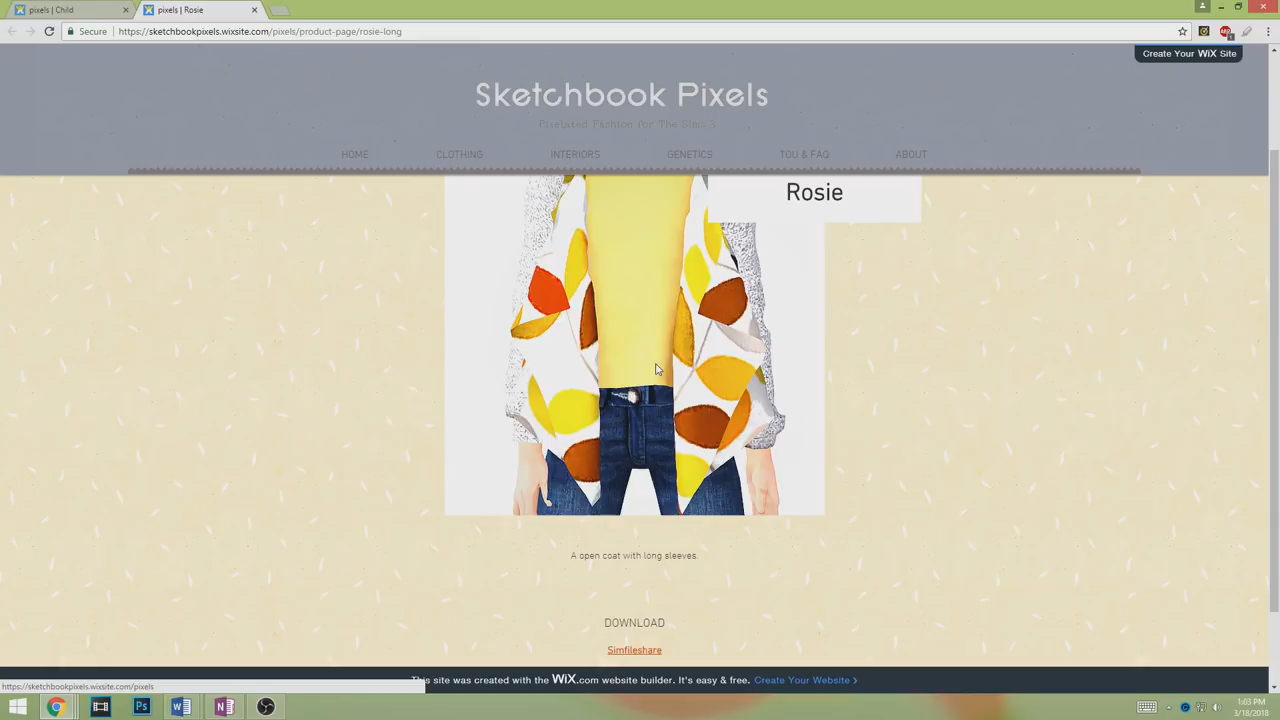 pixels | Child
pixels | Rosie
Secure
https://sketchbookpixels.wixsite.com/pixels/product-page/rosie-long
Create Your WiX Site
Sketchbook Pixels
Pixelated Fashion for The Sims 3
HOME CLOTHING INTERIORS GENETICS TOU & FAQ ABOUT
Rosie
A open coat with long sleeves.
DOWNLOAD
Simfileshare
This site was created with the WiX.com website builder. It's easy & free. Create Your Website >
https://sketchbookpixels.wixsite.com/pixels
1:03 PM
3/18/2018